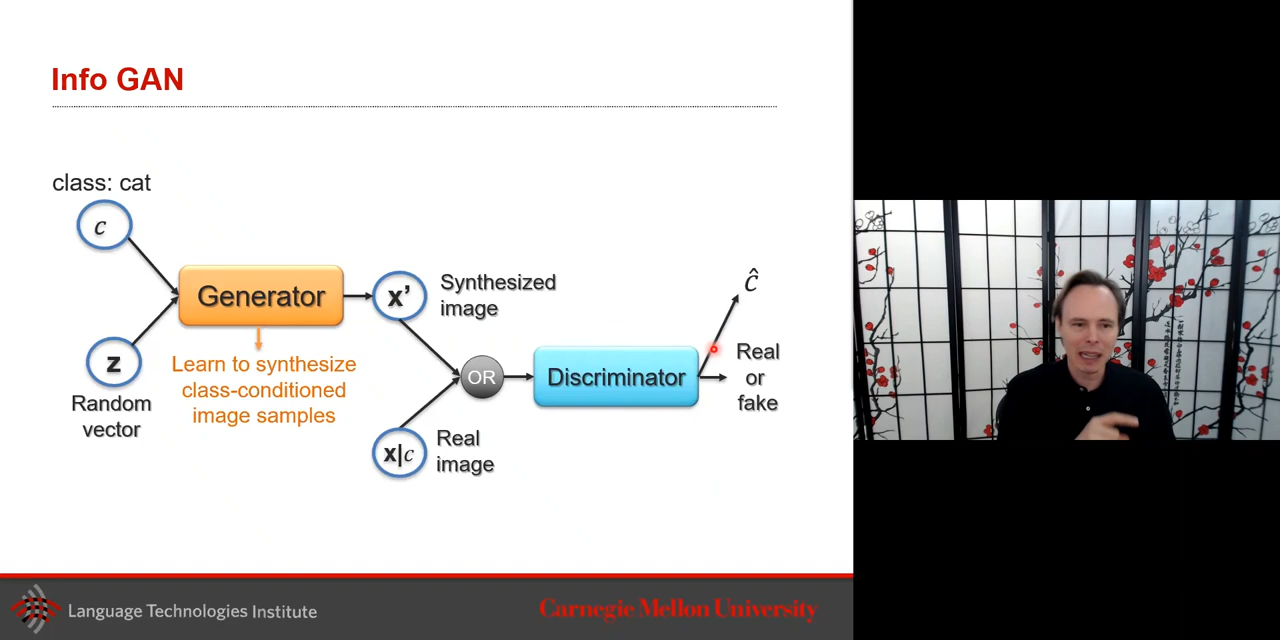 Info GAN
class: cat
c
Generator
x'
Synthesized
image
ĉ
z
Random
vector
Learn to synthesize
class-conditioned
image samples
OR
Discriminator
Real
or
fake
x|c
Real
image
Language Technologies Institute
Carnegie Mellon University